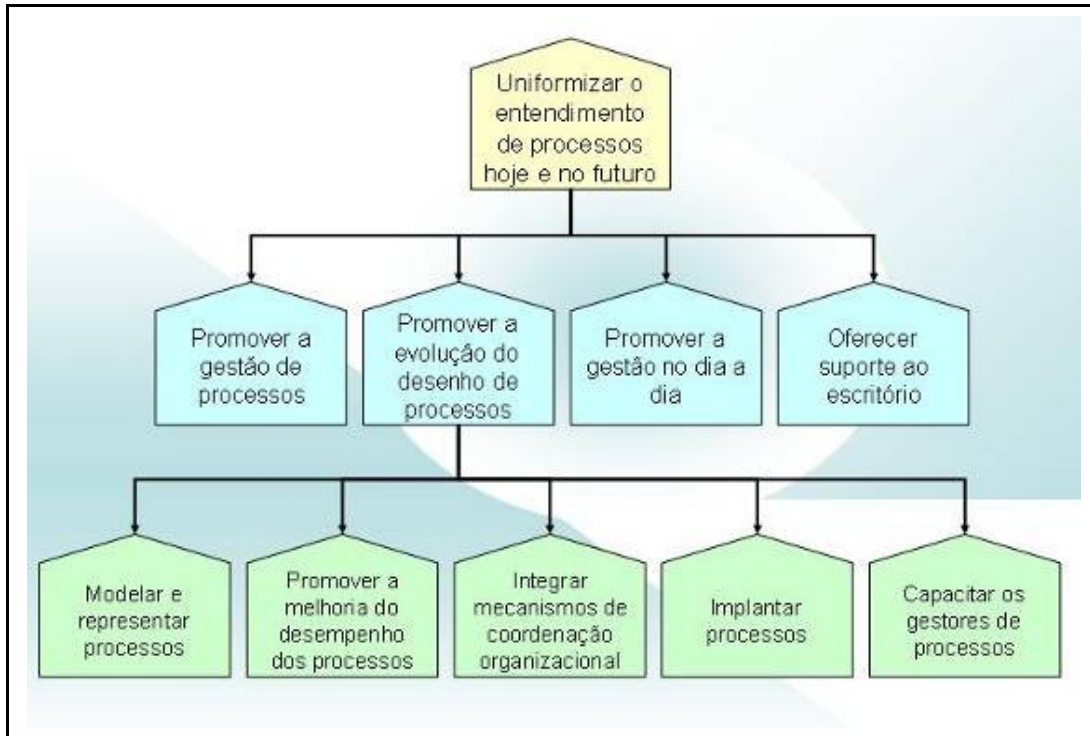 Uniformizar o
entendimento
de processos
hoje e no futuro
Promover a
gestão de
processos
Promover a
evolução do
desenho de
processos
Promover a
gestão no dia a
dia
Oferecer
suporte ao
escritório
Modelar e
representar
processos
Promover a
melhoria do
desempenho
dos processos
Integrar
mecanismos de
coordenação
organizacional
Implantar
processos
Capacitar os
gestores de
processos